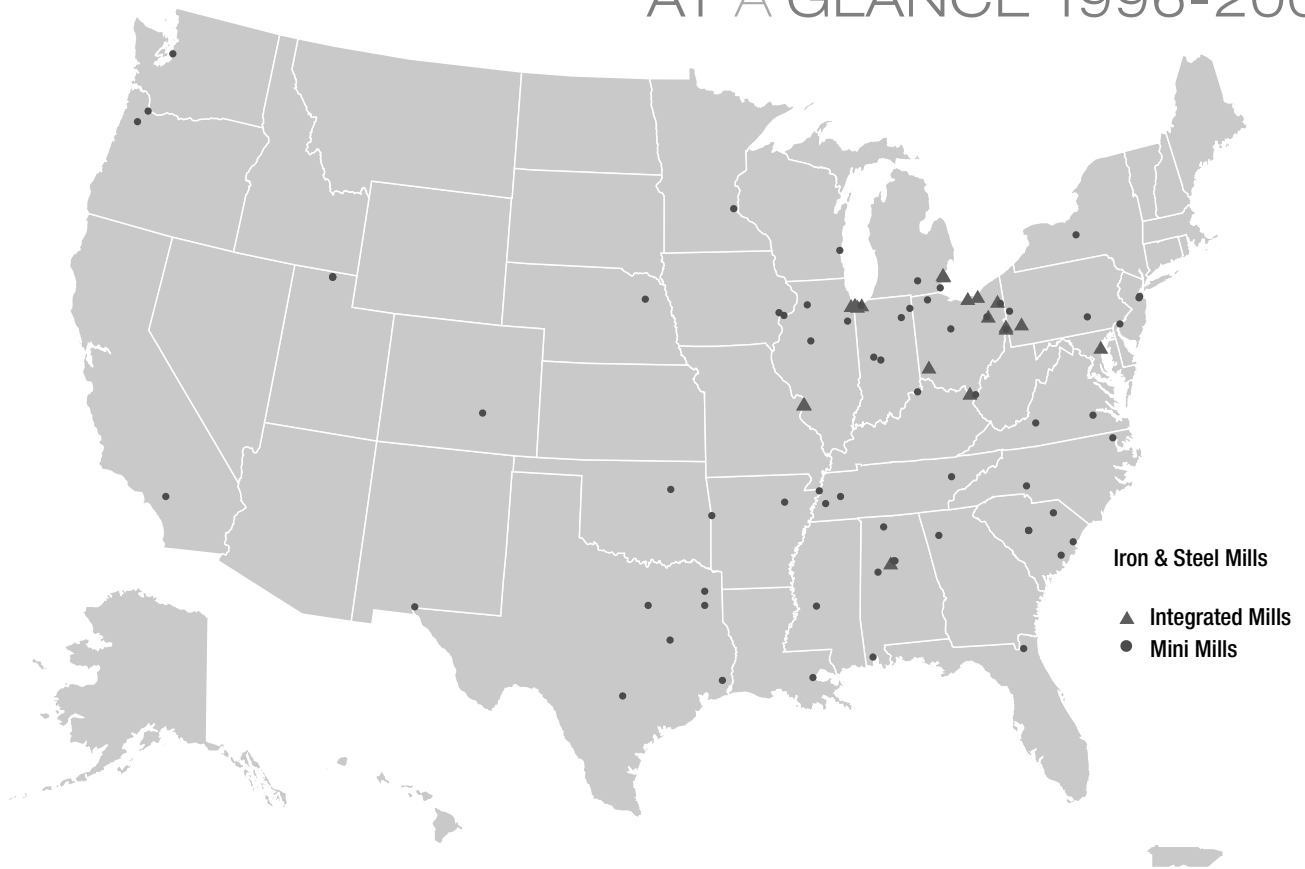 AT A GLANCE 1996-200
Iron & Steel Mills
Integrated Mills
Mini Mills